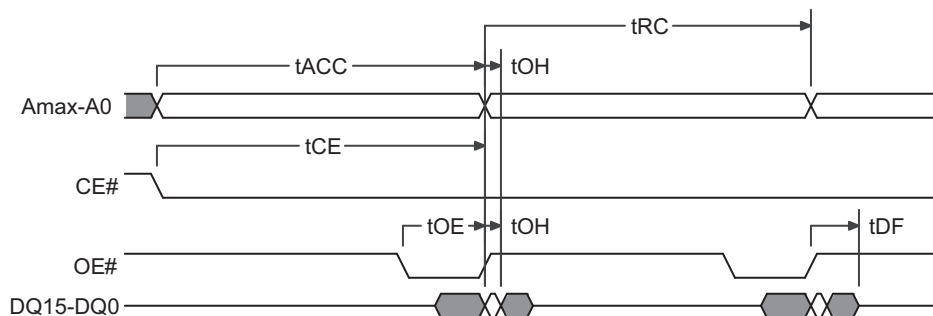 tRC
tACC
tOH
Amax-A0
tCE
CE#
tOE
tOH
tDF
OE#
DQ15-DQ0